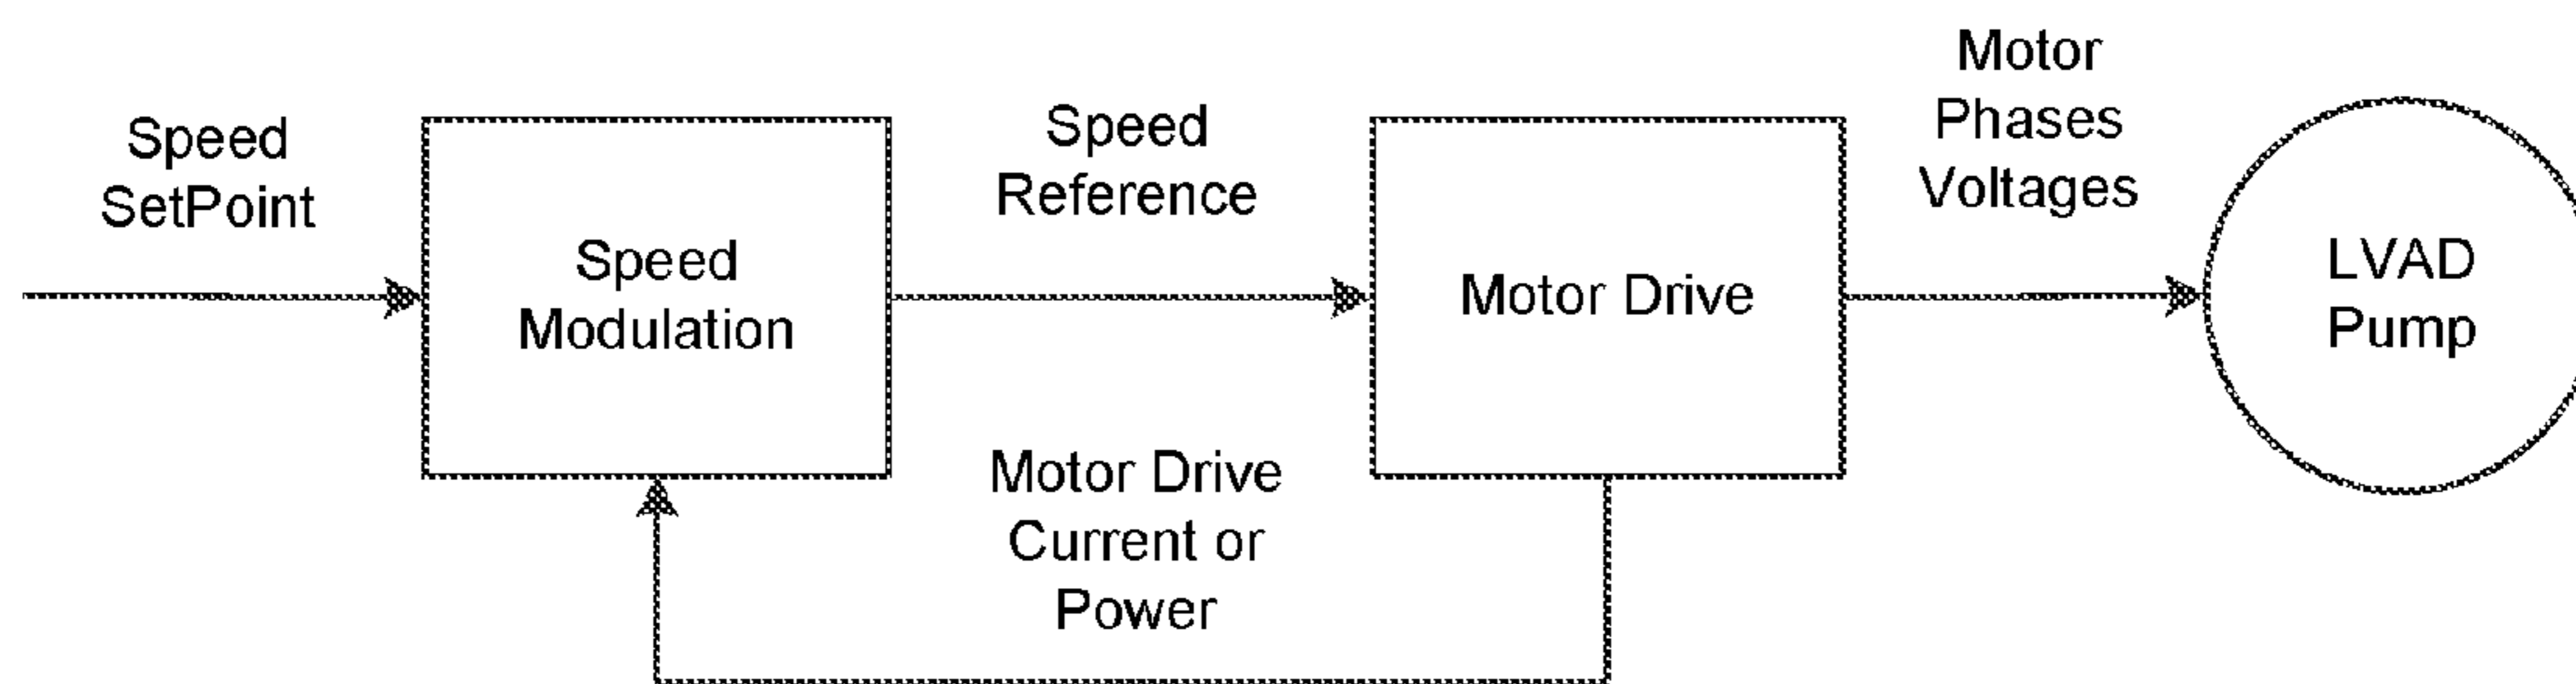 Speed
SetPoint
Speed
Modulation
Speed
Reference
Motor Drive
Current or
Power
Motor Drive
Motor
Phases
Voltages
LVAD
Pump